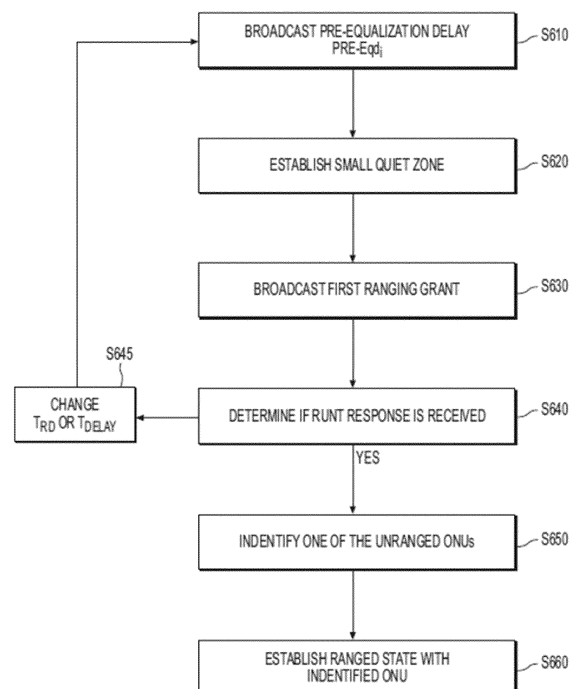 BROADCAST PRE-EQUALIZATION DELAY
PRE-Eqdi
S610
ESTABLISH SMALL QUIET ZONE
S620
BROADCAST FIRST RANGING GRANT
S630
S645
CHANGE
TRD OR TDELAY
DETERMINE IF RUNT RESPONSE IS RECEIVED
S640
YES
INDENTIFY ONE OF THE UNRANGED ONUs
S650
ESTABLISH RANGED STATE WITH
INDENTIFIED ONU
S660